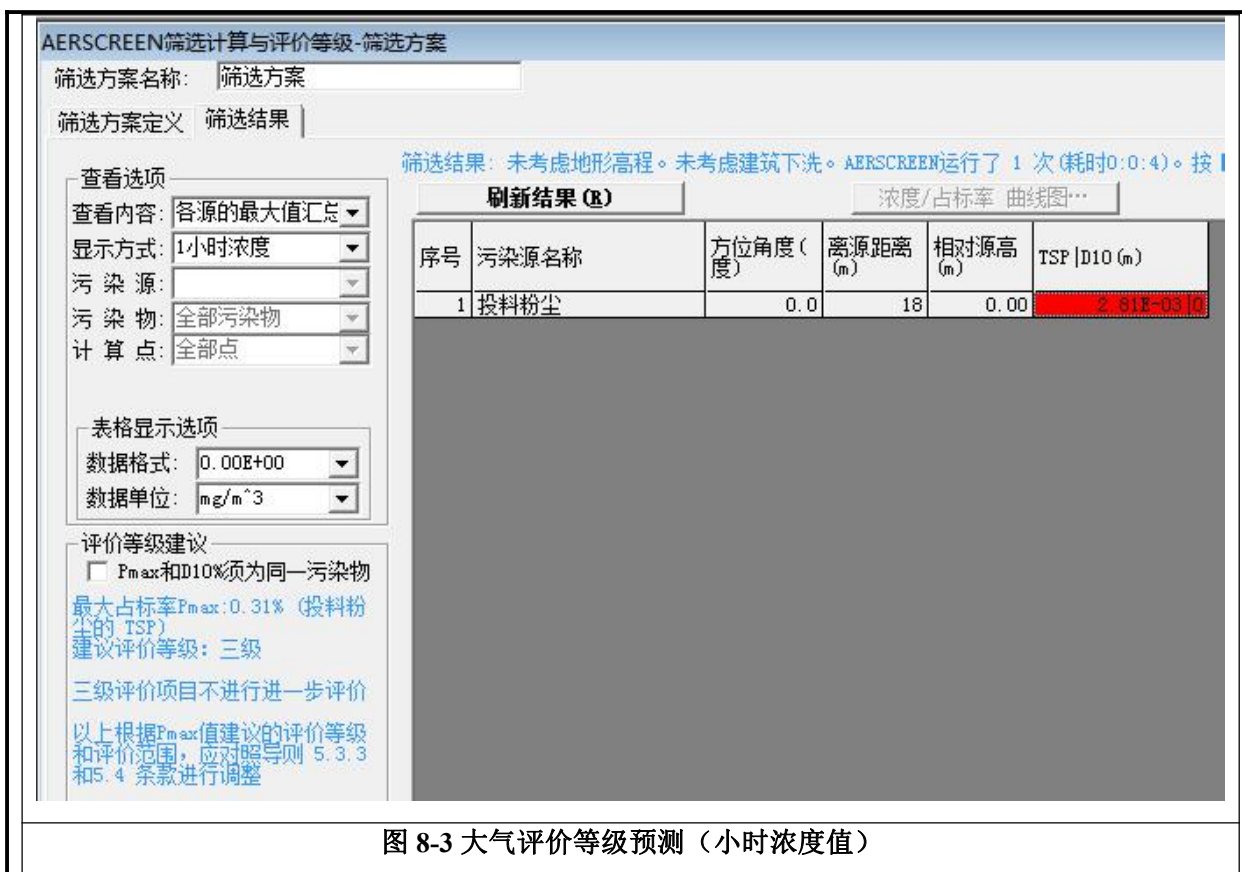 AERSCREEN筛选计算与评价等级-筛选方案
筛选方案名称: 筛选方案
筛选方案定义 筛选结果
筛选结果: 未考虑地形高程。未考虑建筑下洗。AERSCREEN运行了 1 次(耗时0:0:4)。按
查看选项
刷新结果(R) 浓度/占标率 曲线图…
查看内容: 各源的最大值汇总
显示方式: 1小时浓度
污 染 源:
污 染 物: 全部污染物
计 算 点: 全部点
序号 污染源名称 方位角度(度) 离源距离(m) 相对源高(m) TSP|D10(m)
1 投料粉尘 0.0 18 0.00 2.81E-03|0
表格显示选项
数据格式: 0.00E+00
数据单位: mg/m^3
评价等级建议
Pmax和D10%须为同一污染物
最大占标率Pmax:0.31% (投料粉
尘的 TSP)
建议评价等级: 三级
三级评价项目不进行进一步评价
以上根据Pmax值建议的评价等级
和评价范围,应对照导则 5.3.3
和5.4 条款进行调整
图 8-3 大气评价等级预测（小时浓度值）